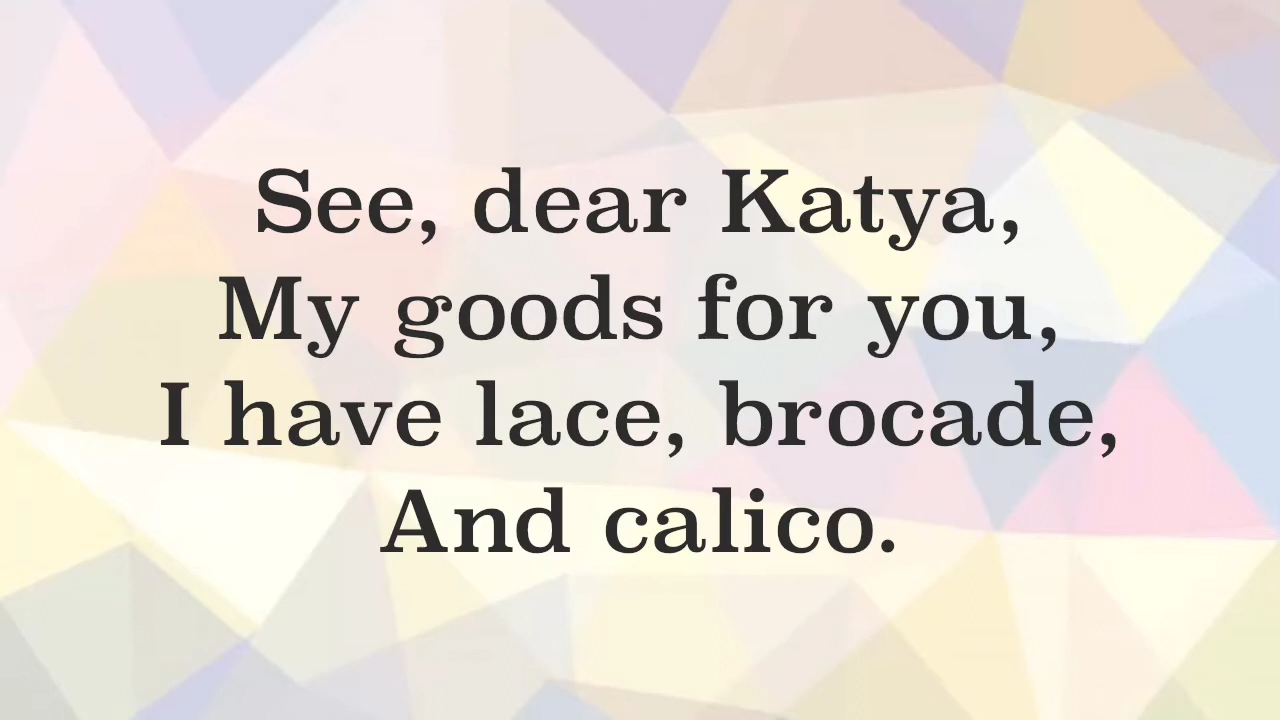 See, dear Katya,
My goods for you,
I have lace, brocade,
And calico.